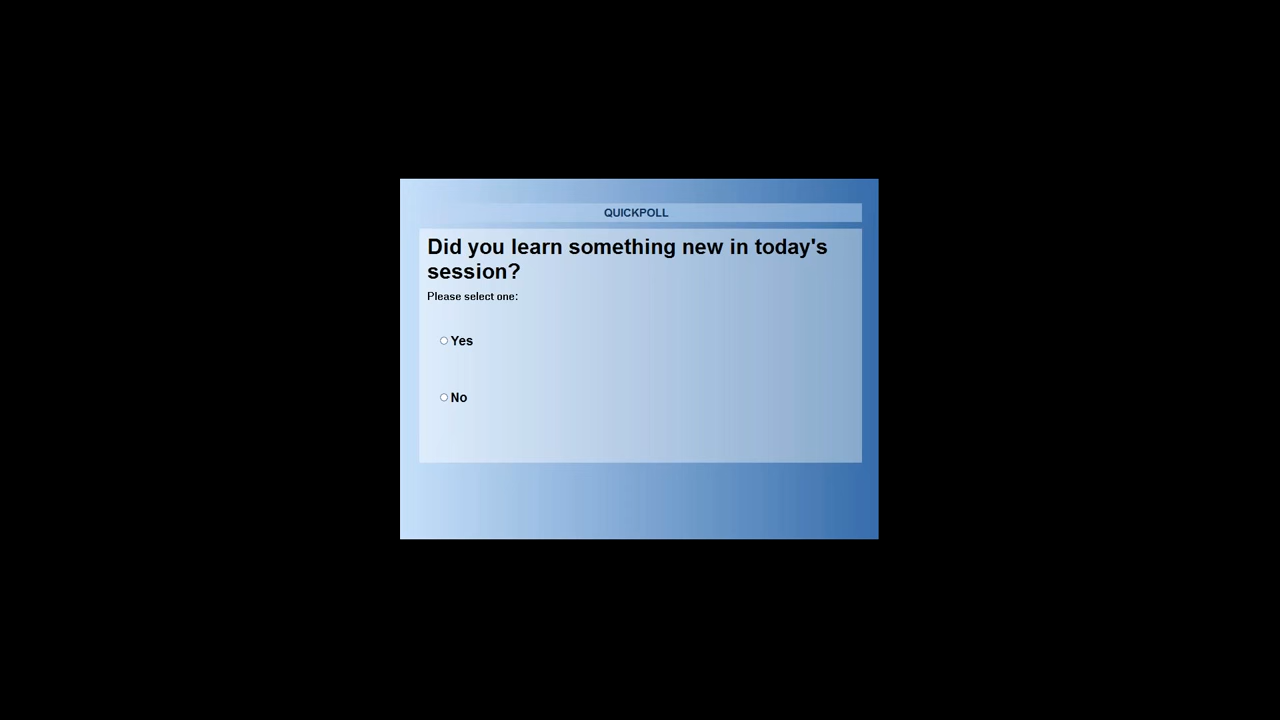 QUICKPOLL
Did you learn something new in today's
session?
Please select one:
Yes
No